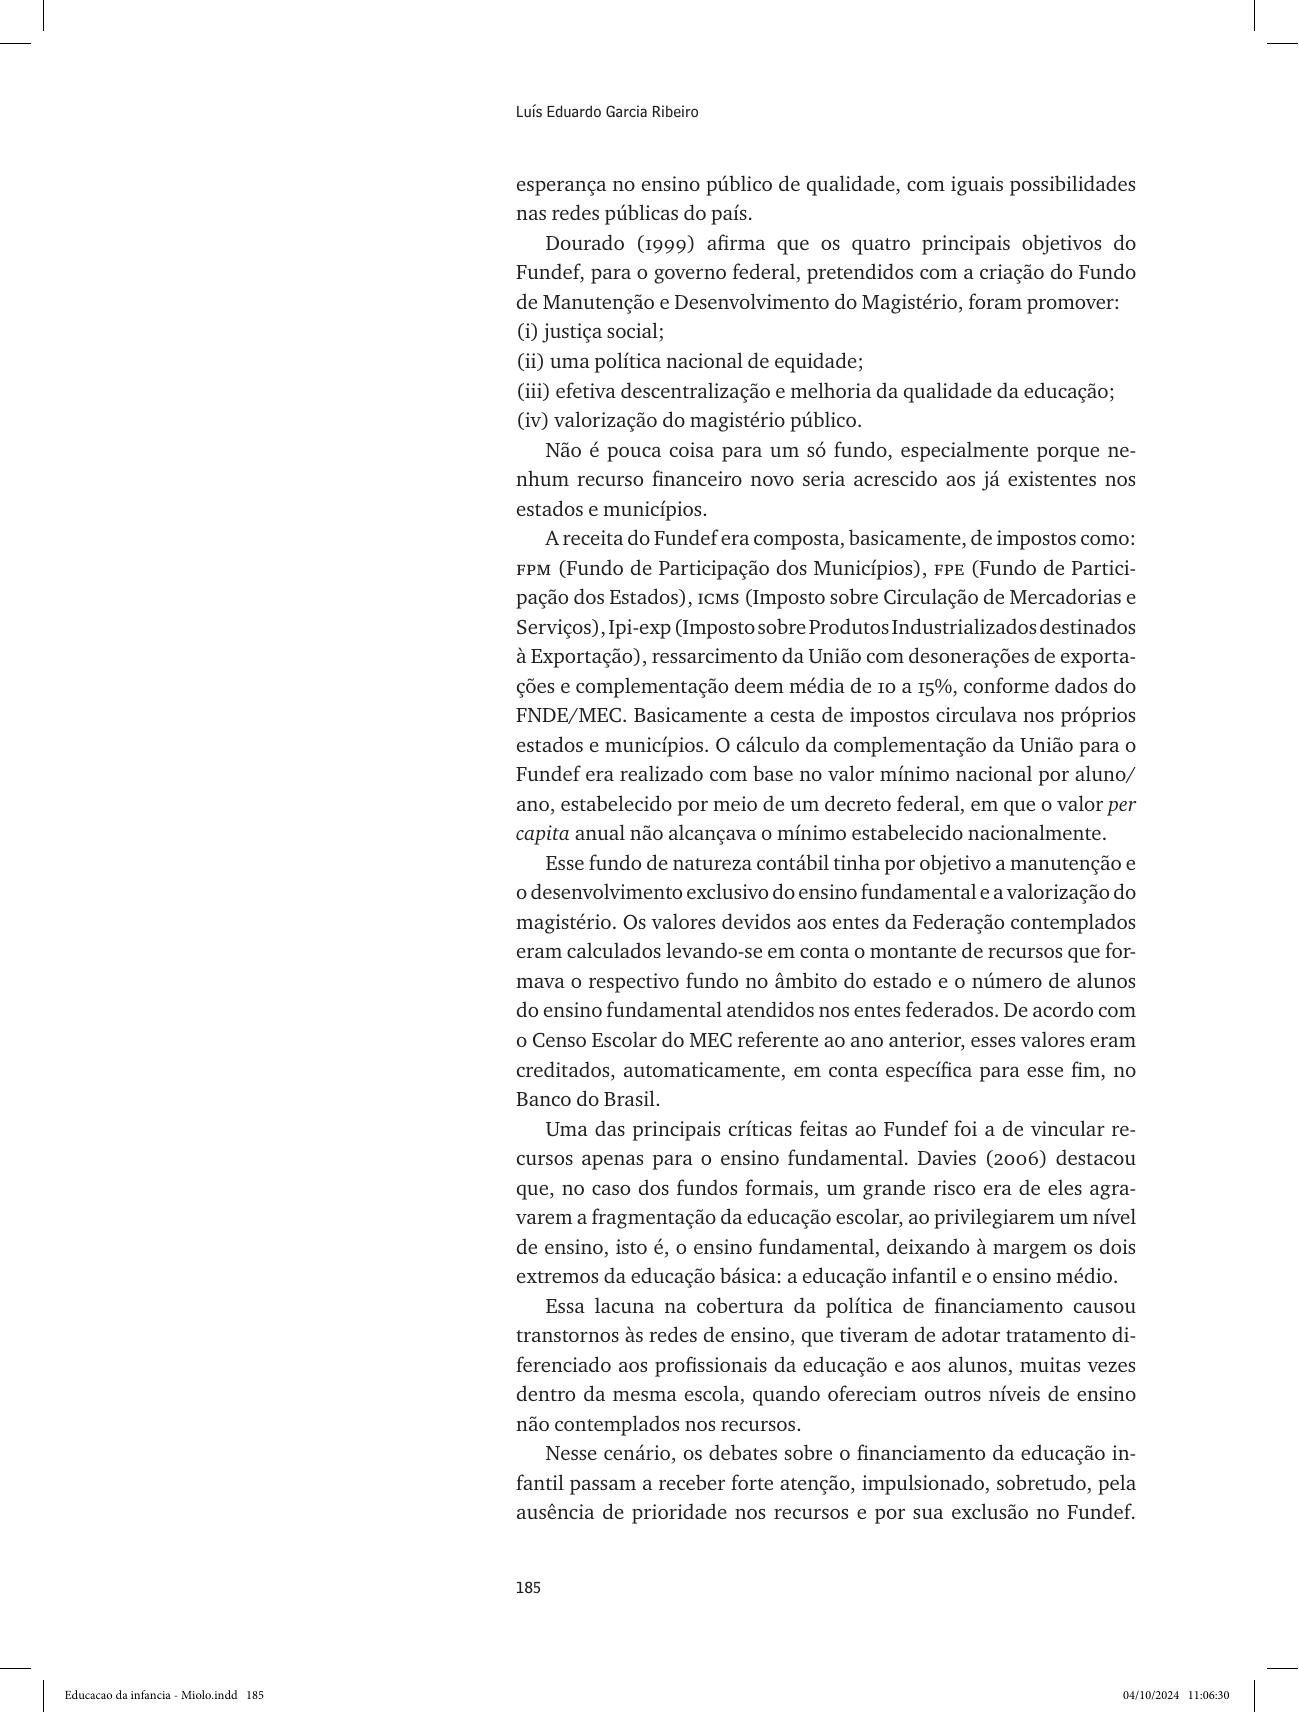 Luís Eduardo Garcia Ribeiro
esperança no ensino público de qualidade, com iguais possibilidades
nas redes públicas do país.
Dourado (1999) afirma que os quatro principais objetivos do
Fundef, para o governo federal, pretendidos com a criação do Fundo
de Manutenção e Desenvolvimento do Magistério, foram promover:
(i) justiça social;
(ii) uma política nacional de equidade;
(iii) efetiva descentralização e melhoria da qualidade da educação;
(iv) valorização do magistério público.
Não é pouca coisa para um só fundo, especialmente porque ne-
nhum recurso financeiro novo seria acrescido aos já existentes nos
estados e municípios.
A receita do Fundef era composta, basicamente, de impostos como:
FPM (Fundo de Participação dos Municípios), FPE (Fundo de Partici-
pação dos Estados), ICMS (Imposto sobre Circulação de Mercadorias e
Serviços), Ipi-exp (Imposto sobre Produtos Industrializados destinados
à Exportação), ressarcimento da União com desonerações de exporta-
ções e complementação deem média de 10 a 15%, conforme dados do
FNDE/MEC. Basicamente a cesta de impostos circulava nos próprios
estados e municípios. O cálculo da complementação da União para o
Fundef era realizado com base no valor mínimo nacional por aluno/
ano, estabelecido por meio de um decreto federal, em que o valor per
capita anual não alcançava o mínimo estabelecido nacionalmente.
Esse fundo de natureza contábil tinha por objetivo a manutenção e
o desenvolvimento exclusivo do ensino fundamental e a valorização do
magistério. Os valores devidos aos entes da Federação contemplados
eram calculados levando-se em conta o montante de recursos que for-
mava o respectivo fundo no âmbito do estado e o número de alunos
do ensino fundamental atendidos nos entes federados. De acordo com
o Censo Escolar do MEC referente ao ano anterior, esses valores eram
creditados, automaticamente, em conta específica para esse fim, no
Banco do Brasil.
Uma das principais críticas feitas ao Fundef foi a de vincular re-
cursos apenas para o ensino fundamental. Davies (2006) destacou
que, no caso dos fundos formais, um grande risco era de eles agra-
varem a fragmentação da educação escolar, ao privilegiarem um nível
de ensino, isto é, o ensino fundamental, deixando à margem os dois
extremos da educação básica: a educação infantil e o ensino médio.
Essa lacuna na cobertura da política de financiamento causou
transtornos às redes de ensino, que tiveram de adotar tratamento di-
ferenciado aos profissionais da educação e aos alunos, muitas vezes
dentro da mesma escola, quando ofereciam outros níveis de ensino
não contemplados nos recursos.
Nesse cenário, os debates sobre o financiamento da educação in-
fantil passam a receber forte atenção, impulsionado, sobretudo, pela
ausência de prioridade nos recursos e por sua exclusão no Fundef.
185
Educacao da infancia - Miolo.indd 185
04/10/2024 11:06:30